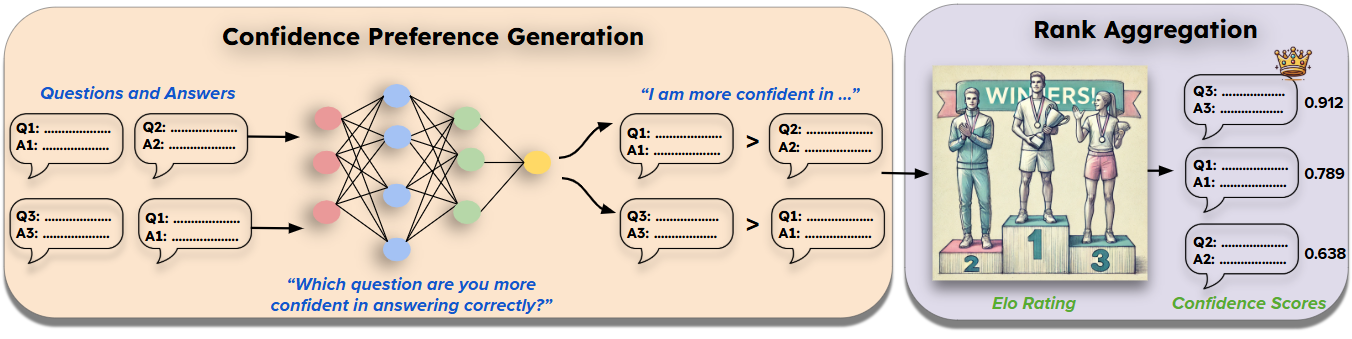 Confidence Preference Generation
Questions and Answers
Q1: ....................
A1: ....................
Q2: ....................
A2: ....................
Q3: ....................
A3: ....................
Q1: ....................
A1: ....................
“Which question are you more
confident in answering correctly?”
“I am more confident in ...”
Q1: ....................
A1: ....................
>
Q2: ....................
A2: ....................
Q3: ....................
A3: ....................
>
Q1: ....................
A1: ....................
Rank Aggregation
WINNERS!
2
1
3
Elo Rating
Q3: ....................
A3: ....................
0.912
Q1: ....................
A1: ....................
0.789
Q2: ....................
A2: ....................
0.638
Confidence Scores